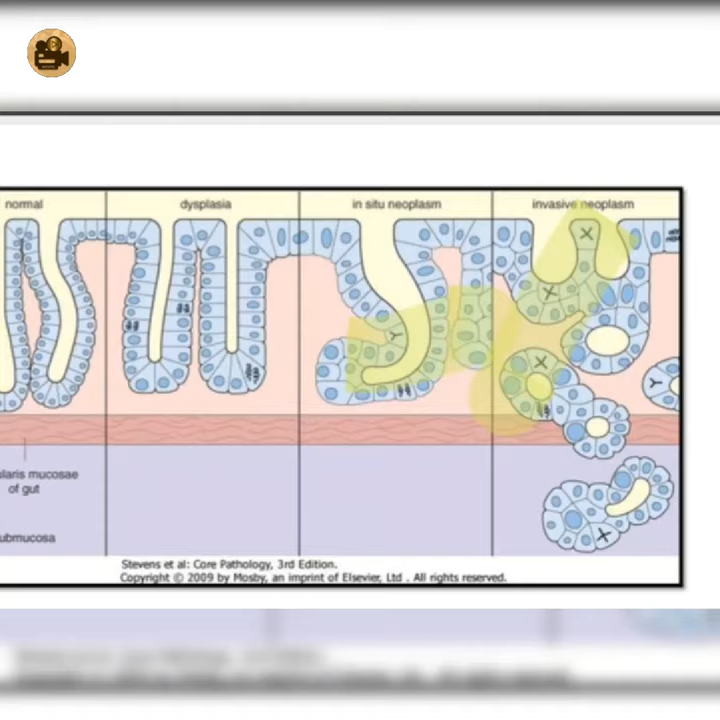 normal
dysplasia
in situ neoplasm
invasive neoplasm
ularis mucosae
of gut
ubmucosa
Stevens et al: Core Pathology, 3rd Edition.
Copyright © 2009 by Mosby, an imprint of Elsevier, Ltd . All rights reserved.